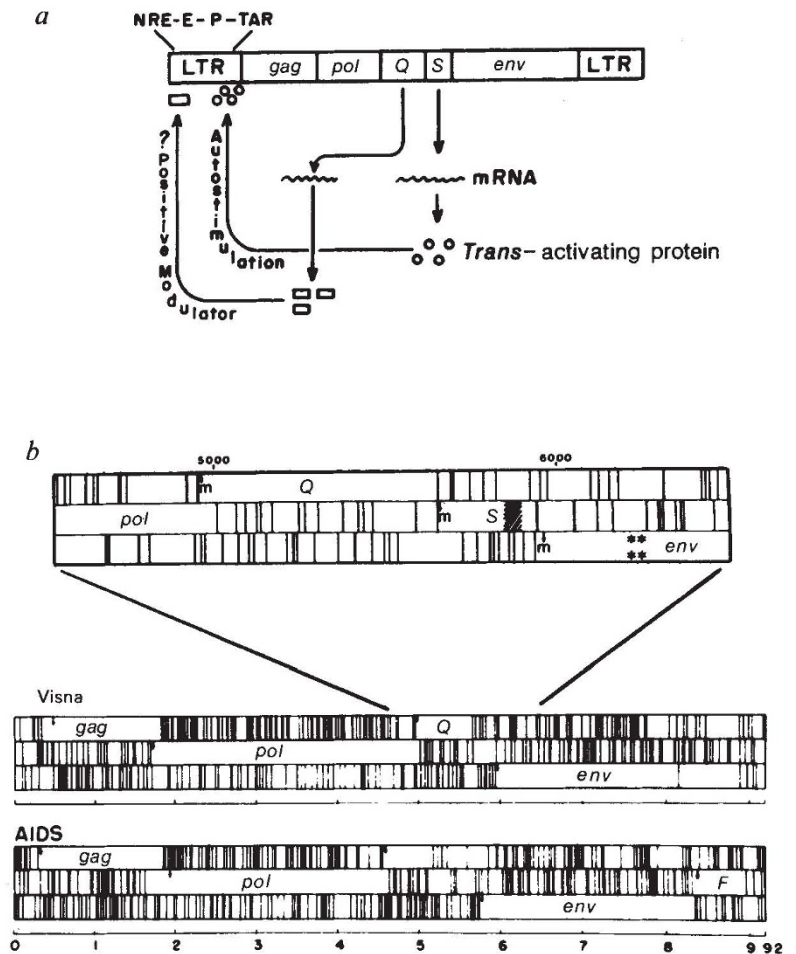 a
NRE-E-P-TAR
LTR gag pol Q S env LTR
? Positive Modulator
Autostimulation
mRNA
Trans-activating protein
b
5000 6000
m Q
pol m S
m ** env
**
Visna
gag Q
pol
env
AIDS
gag
pol F
env
0 1 2 3 4 5 6 7 8 9 92